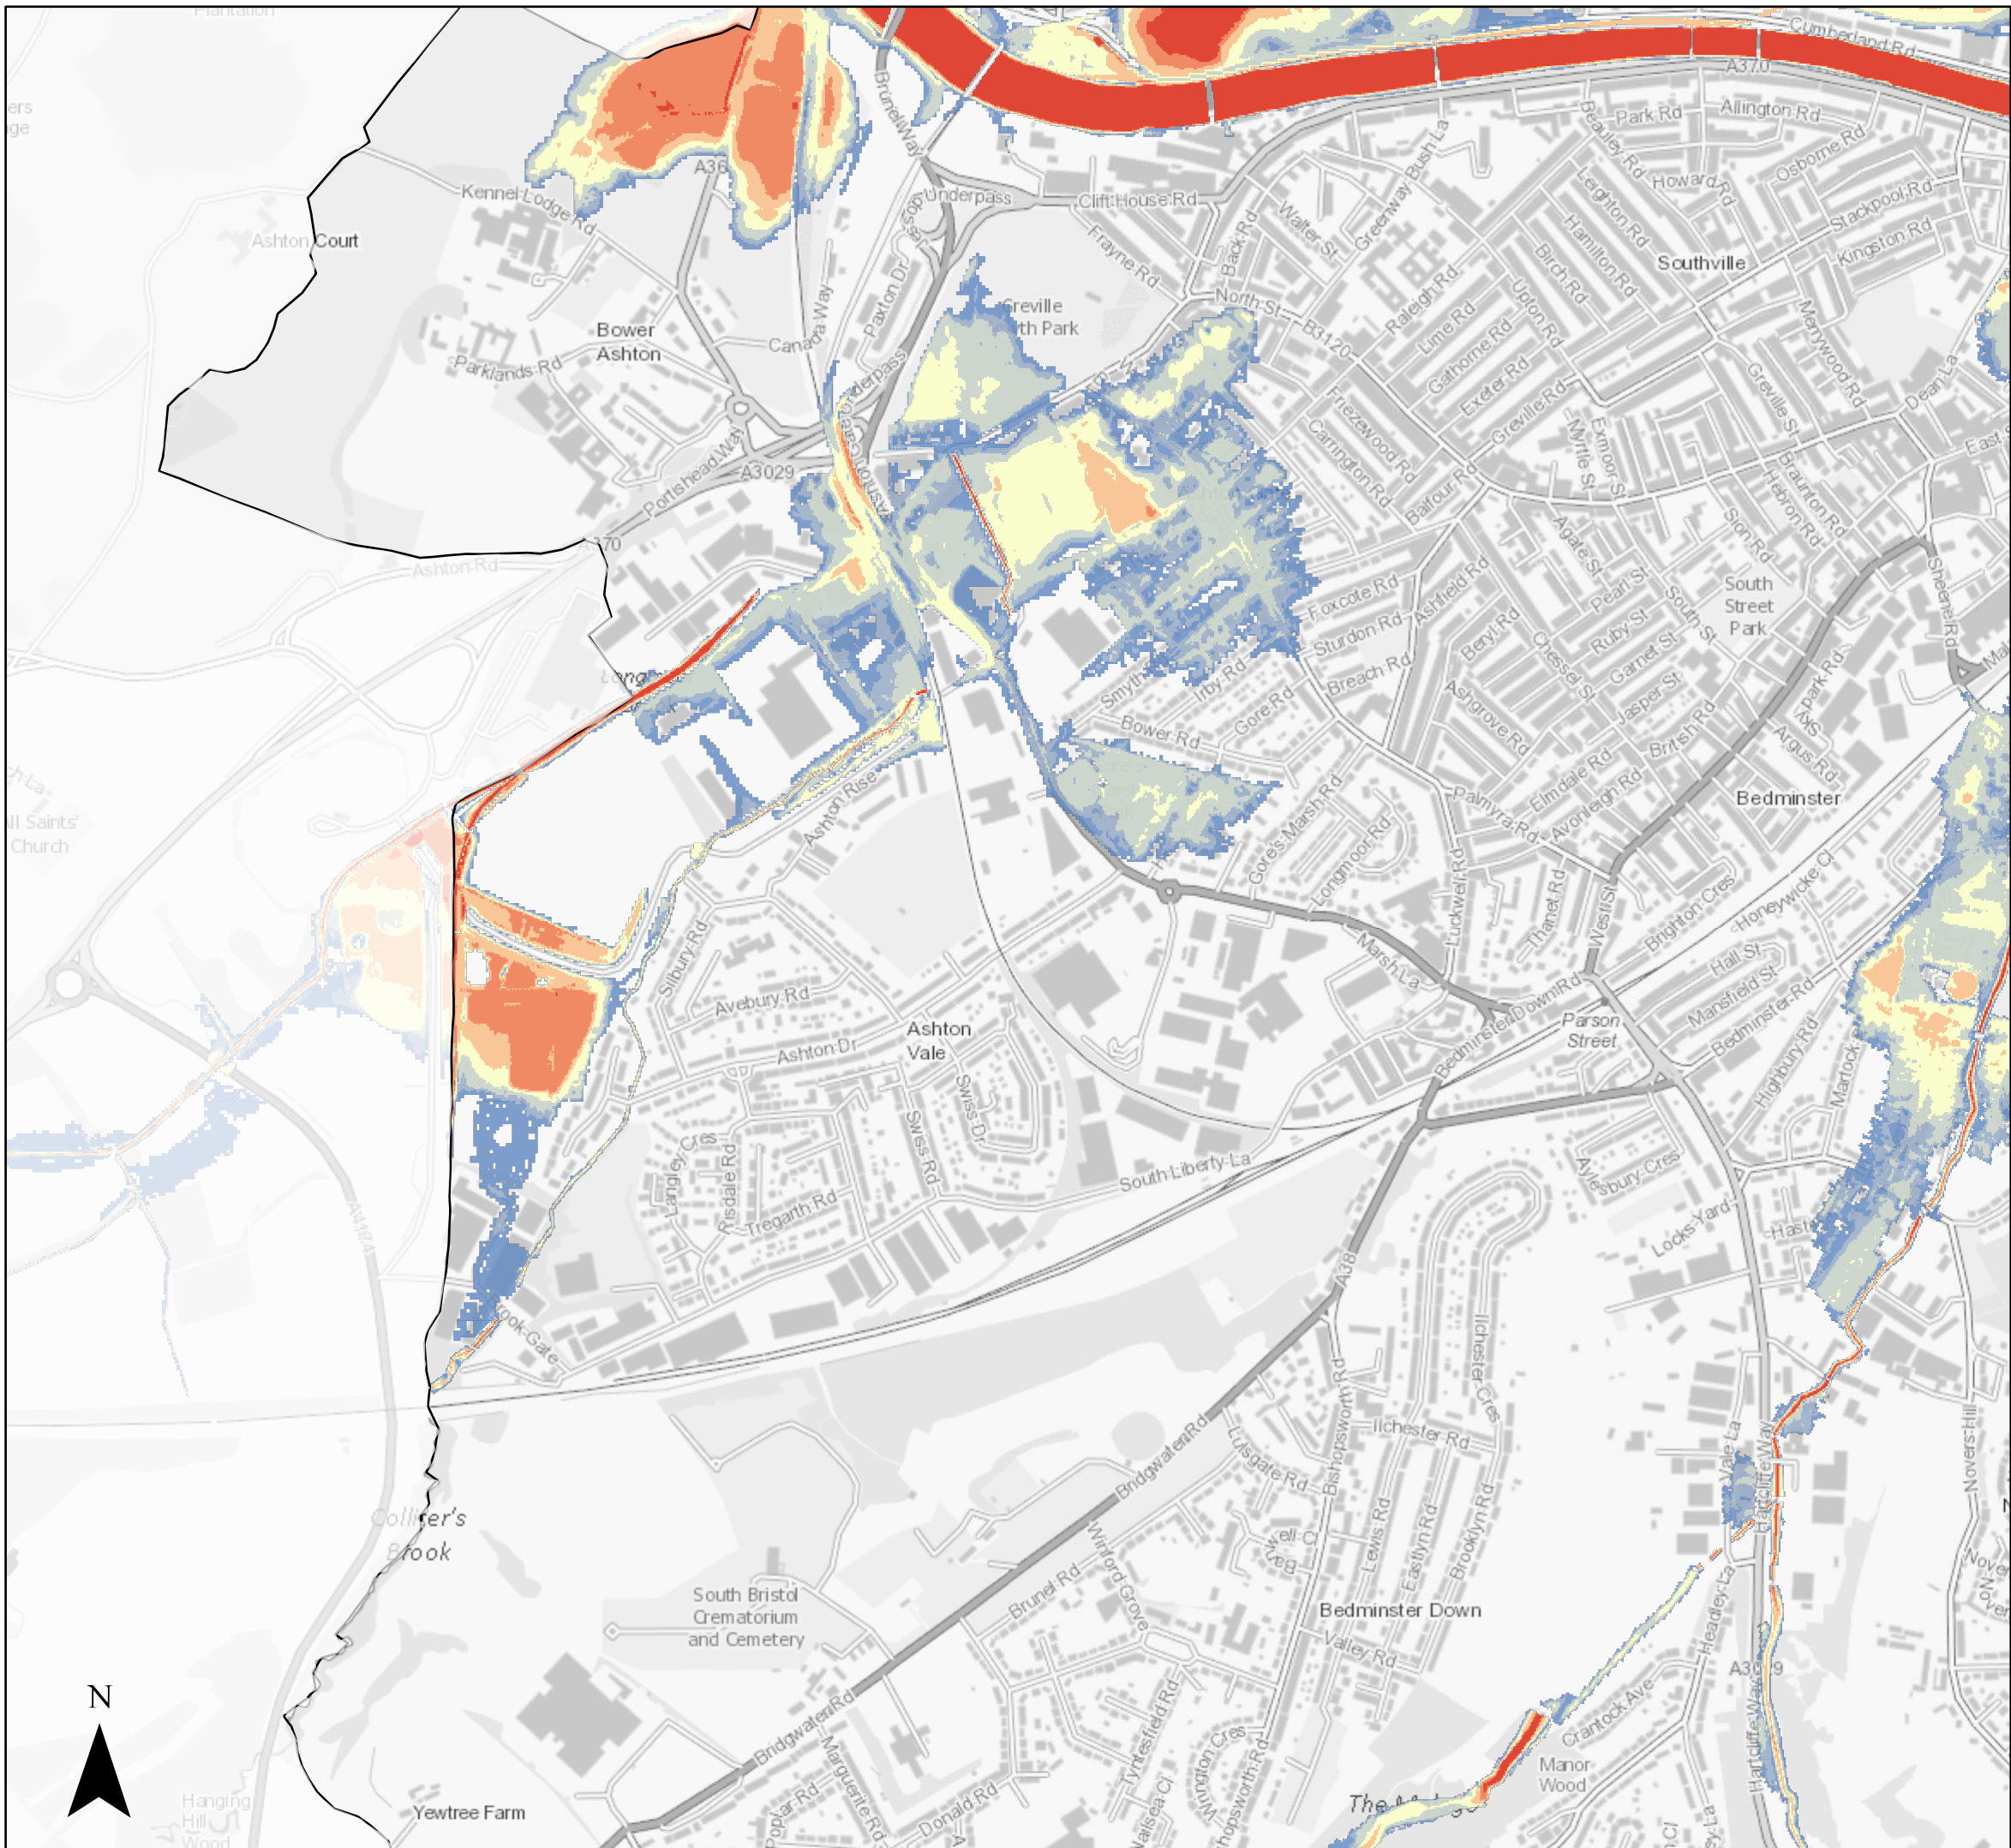 Plantation
Cumberland Rd
A370
Brunel Way
Park Rd
Allington Rd
Beauley Rd
Osborne Rd
Leighton Rd
Howard Rd
Stackpool Rd
Kingston Rd
Hamilton Rd
Birch Rd
Southville
A36
Kennel Lodge Rd
Underpass
Clift House Rd
Greenway Bush La
Walter St
Frayne Rd
Back Rd
Ashton Court
Paxton Dr
Canada Way
Greville
North St
B3120
Raleigh Rd
Upton Rd
Lime Rd
Gathorne Rd
Exeter Rd
Greville Rd
Merrywood Rd
Dean La
Bower
Ashton
Parklands Rd
Greville St
Myrtle St
Exmoor St
Frezewood Rd
Carrington Rd
Balfour Rd
Braunton Rd
Hebron Rd
Sion Rd
A3029
Portishead Way
Agate St
Ashton Rd
Foxcote Rd
Ashfield Rd
Sturdon Rd
Breach Rd
Beryl Rd
Pearl St
Ruby St
Garnet St
Chessel St
Jasper St
South St
South
Street
Park
Sheene Rd
Irby Rd
Gore Rd
Bower Rd
Ashgrove Rd
British Rd
Argus Rd
Park Rd
Elmdale Rd
Avonleigh Rd
Palmyra Rd
Bedminster
All Saints'
Church
Ashton Rise
Gore's Marsh Rd
Longmoor Rd
Luckwell Rd
Thanet Rd
West St
Brighton Cres
Honeywicke Cl
Marsh La
Hall St
Mansfield St
Bedminster Rd
Silbury Rd
Avebury Rd
Ashton Dr
Ashton
Vale
Bedminster Down Rd
Parson
Street
Highbury Rd
Martock
Swiss Dr
Swiss Rd
Langley Cres
Risdale Rd
Tregarth Rd
South Liberty La
Locks Yard
A38
Ilchester Cres
Ilchester Rd
Bishopsworth Rd
Bridgwater Rd
Lulsgate Rd
Vale La
Hartcliffe Way
Novers Hill
Brook
South Bristol
Crematorium
and Cemetery
Brunel Rd
Winford Grove
Lewis Rd
Eastlyn Rd
Brooklyn Rd
Bedminster Down
Valley Rd
Headley La
Crantock Ave
Manor
Wood
N
Bridgwater Rd
Tyntesfield Rd
Wrington Cres
Hartcliffe Way
Hanging
Hill
Wood
Yewtree Farm
Marguerite Rd
Donald Rd